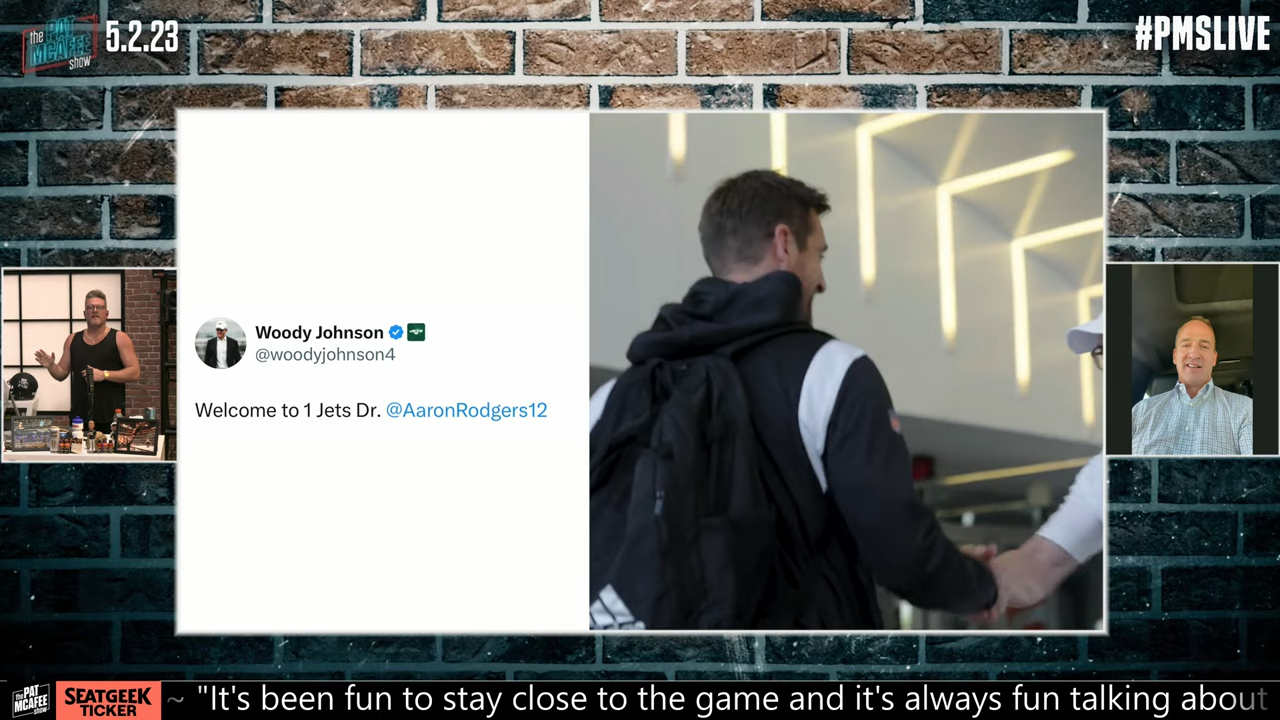 the PAT MCAFEE show
5.2.23
#PMSLIVE
Woody Johnson
@woodyjohnson4
Welcome to 1 Jets Dr. @AaronRodgers12
the PAT MCAFEE show
SEATGEEK TICKER
~ "It's been fun to stay close to the game and it's always fun talking about